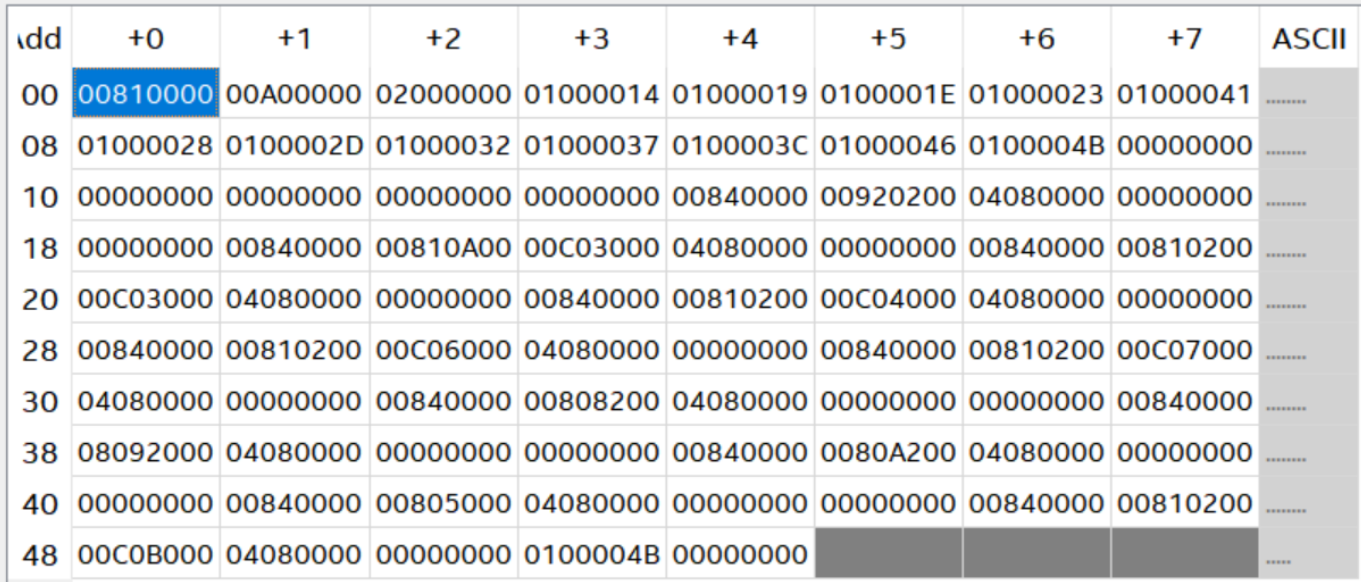 Add +0 +1 +2 +3 +4 +5 +6 +7 ASCII
00 00810000 00A00000 02000000 01000014 01000019 0100001E 01000023 01000041 ........
08 01000028 0100002D 01000032 01000037 0100003C 01000046 0100004B 00000000 ........
10 00000000 00000000 00000000 00000000 00840000 00920200 04080000 00000000 ........
18 00000000 00840000 00810A00 00C03000 04080000 00000000 00840000 00810200 ........
20 00C03000 04080000 00000000 00840000 00810200 00C04000 04080000 00000000 ........
28 00840000 00810200 00C06000 04080000 00000000 00840000 00810200 00C07000 ........
30 04080000 00000000 00840000 00808200 04080000 00000000 00000000 00840000 ........
38 08092000 04080000 00000000 00000000 00840000 0080A200 04080000 00000000 ........
40 00000000 00840000 00805000 04080000 00000000 00000000 00840000 00810200 ........
48 00C0B000 04080000 00000000 0100004B 00000000 .....